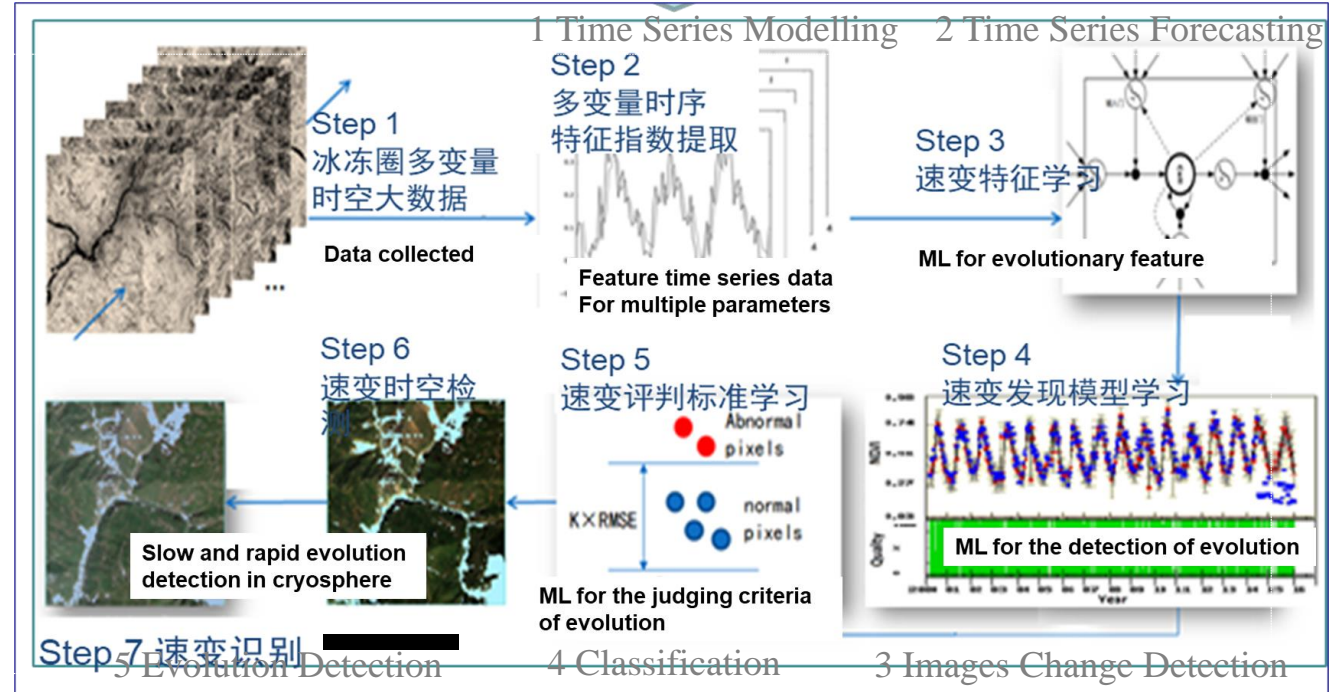 1 Time Series Modelling
2 Time Series Forecasting
Step 1
冰冻圈多变量
时空大数据
Data collected
...
Step 2
多变量时序
特征指数提取
Feature time series data
For multiple parameters
Step 3
速变特征学习
ML for evolutionary feature
Step 4
速变发现模型学习
NDVI
Quality
Year
ML for the detection of evolution
Step 5
速变评判标准学习
Abnormal
pixels
K×RMSE
normal
pixels
ML for the judging criteria
of evolution
Step 6
速变时空检
测
Slow and rapid evolution
detection in cryosphere
Step 7 速变识别
5 Evolution Detection
4 Classification
3 Images Change Detection